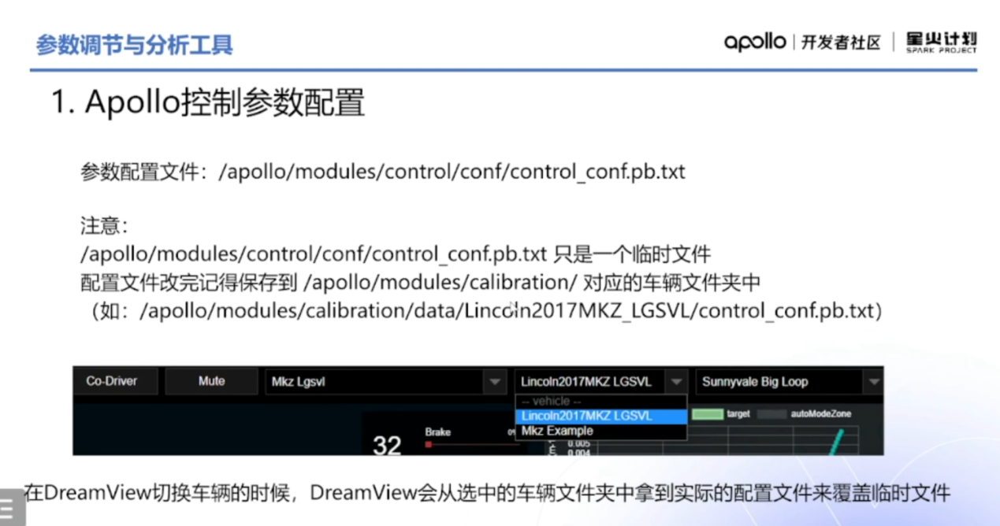 参数调节与分析工具
apollo | 开发者社区 | 星火计划
SPARK PROJECT
1. Apollo控制参数配置
参数配置文件：/apollo/modules/control/conf/control_conf.pb.txt
注意：
/apollo/modules/control/conf/control_conf.pb.txt 只是一个临时文件
配置文件改完记得保存到 /apollo/modules/calibration/ 对应的车辆文件夹中
（如：/apollo/modules/calibration/data/Lincoln2017MKZ_LGSVL/control_conf.pb.txt）
Co-Driver Mute Mkz Lgsvl Lincoln2017MKZ LGSVL Sunnyvale Big Loop
-- vehicle --
Lincoln2017MKZ LGSVL target autoModeZone
Mkz Example
32 Brake
0.005
0.004
在DreamView切换车辆的时候，DreamView会从选中的车辆文件夹中拿到实际的配置文件来覆盖临时文件